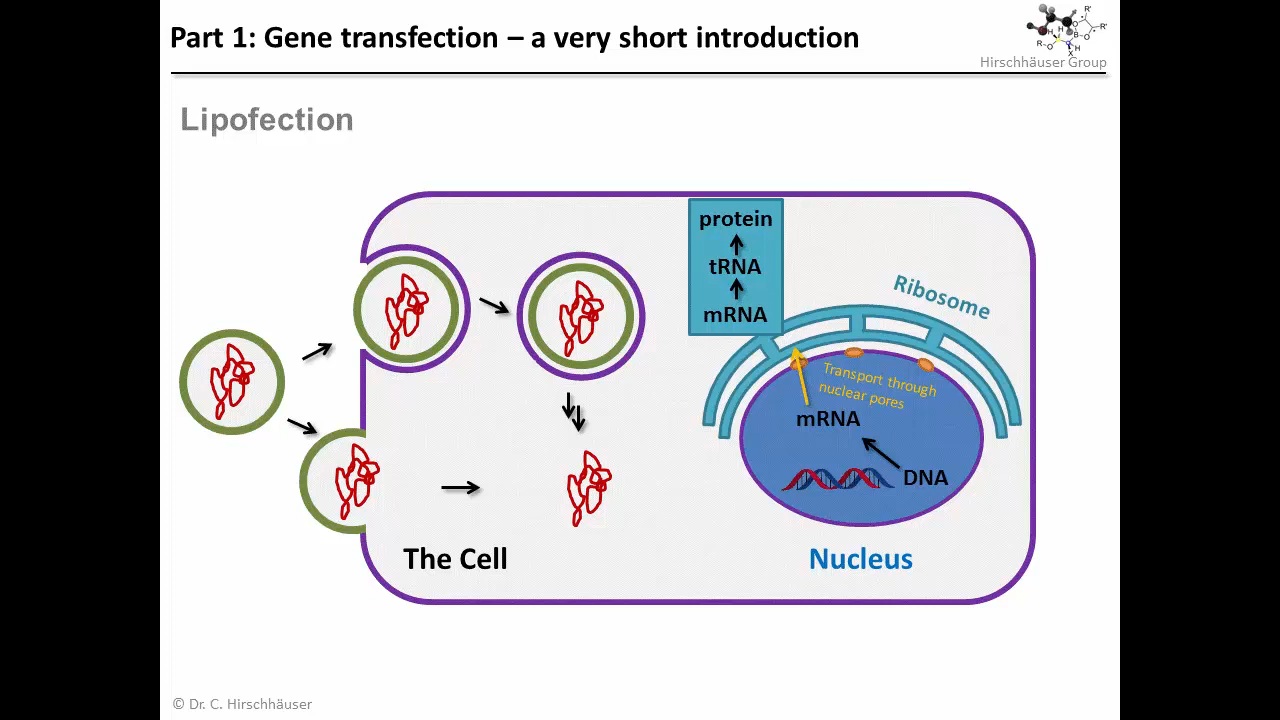 Part 1: Gene transfection – a very short introduction
R'
R'
O
B
O
H
H
N
R
O
H
X
Hirschhäuser Group
Lipofection
protein
tRNA
mRNA
Ribosome
Transport through
nuclear pores
mRNA
DNA
The Cell
Nucleus
© Dr. C. Hirschhäuser